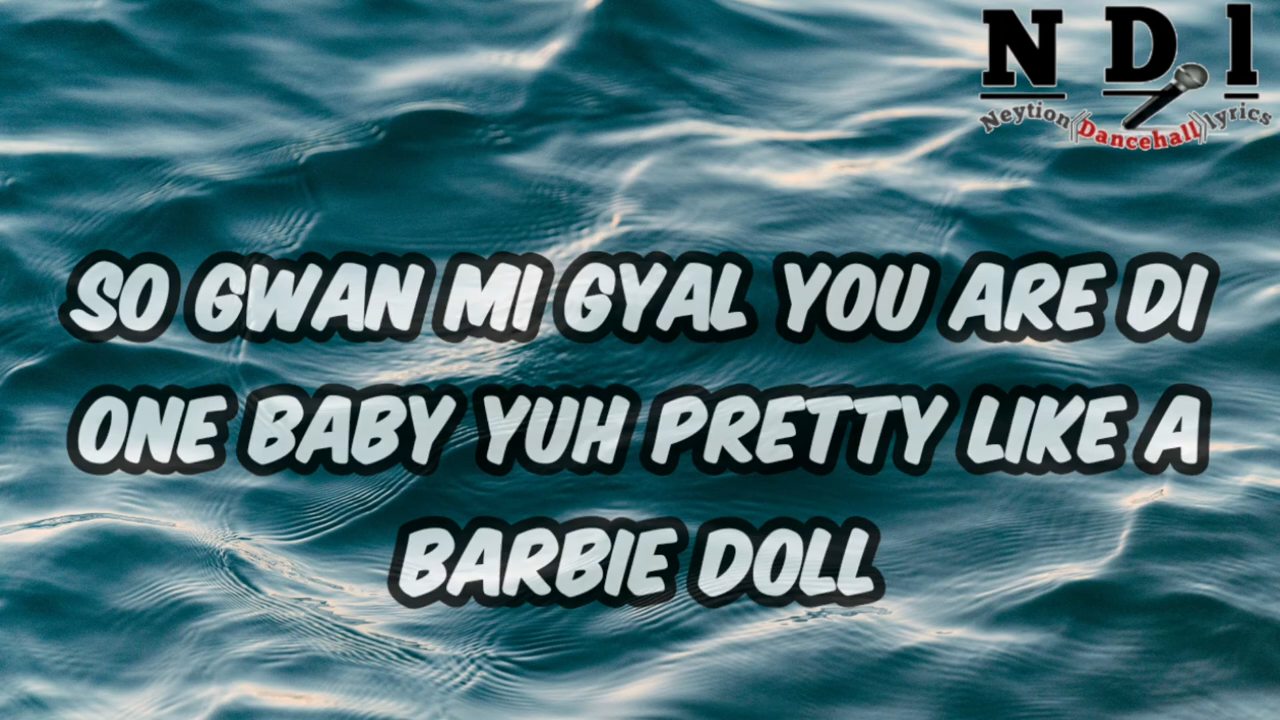 N D l
Neytion Dancehall lyrics
SO GWAN MI GYAL YOU ARE DI
ONE BABY YUH PRETTY LIKE A
BARBIE DOLL